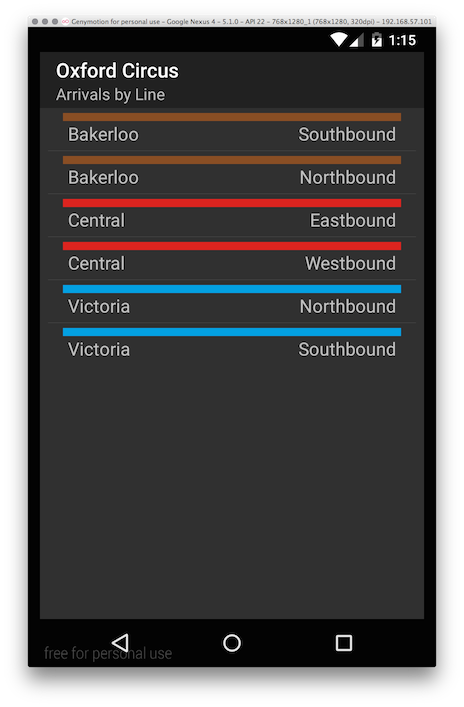 Genymotion for personal use – Google Nexus 4 – 5.1.0 – API 22 – 768x1280_1 (768x1280, 320dpi) – 192.168.57.101
1:15
Oxford Circus
Arrivals by Line
Bakerloo Southbound
Bakerloo Northbound
Central Eastbound
Central Westbound
Victoria Northbound
Victoria Southbound
free for personal use